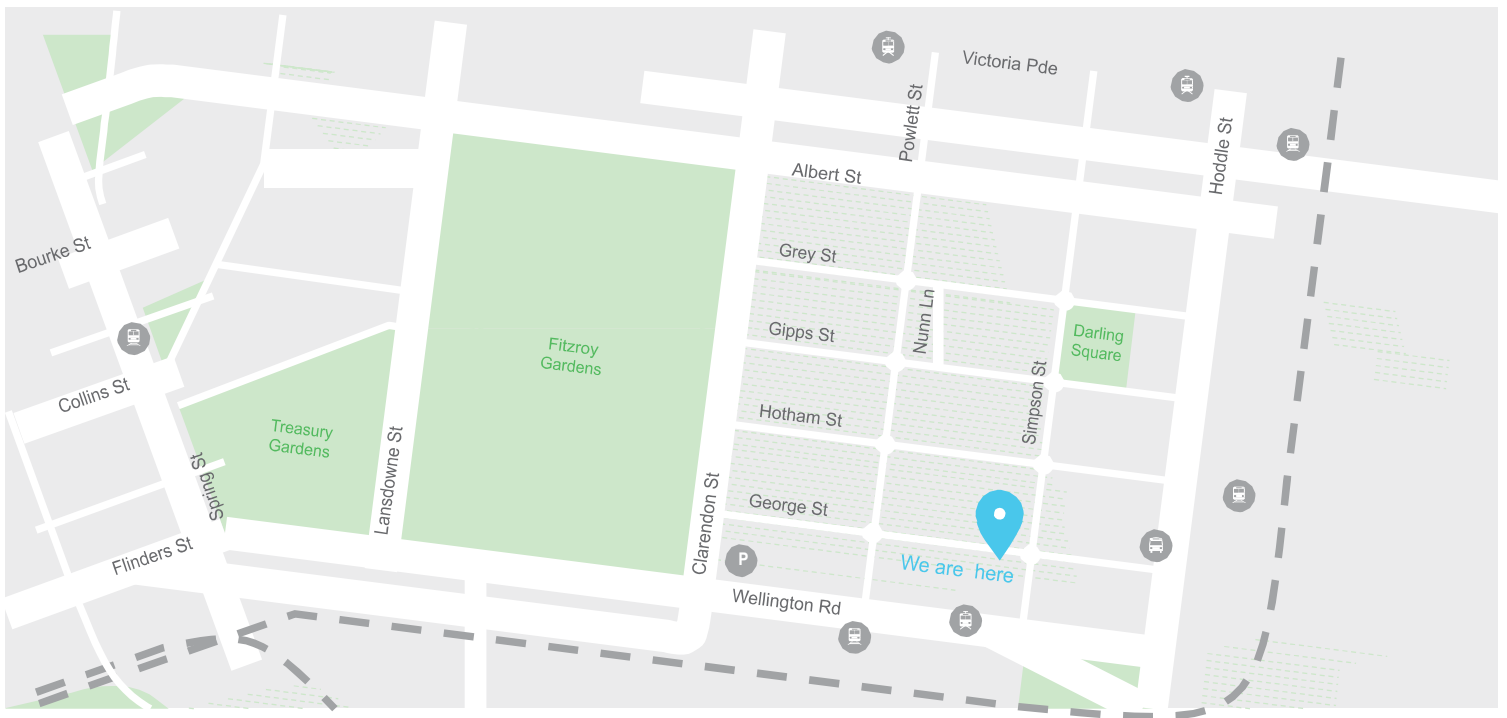 Victoria Pde
Powlett St
Hoddle St
Albert St
Bourke St
Grey St
Nunn Ln
Gipps St
Darling
Square
Fitzroy
Gardens
Simpson St
Collins St
Hotham St
Treasury
Gardens
Lansdowne St
Spring St
Clarendon St
George St
Flinders St
P
We are here
Wellington Rd